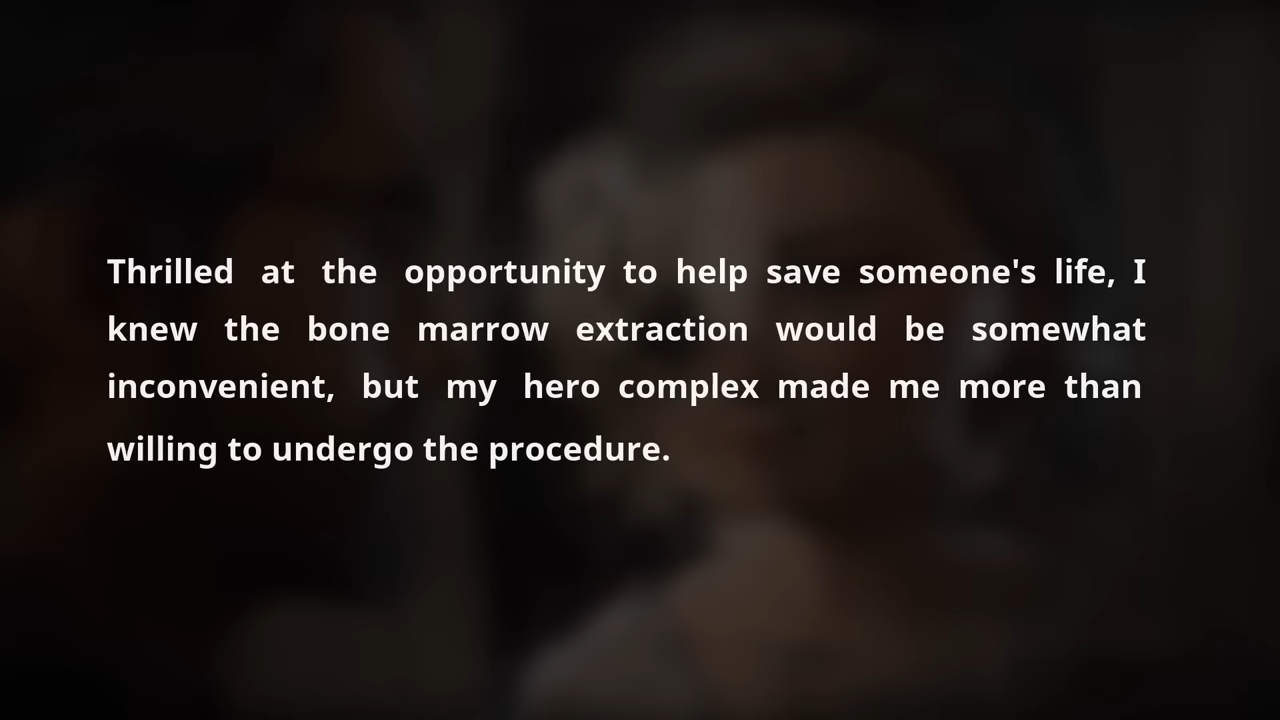 Thrilled at the opportunity to help save someone's life, I
knew the bone marrow extraction would be somewhat
inconvenient, but my hero complex made me more than
willing to undergo the procedure.